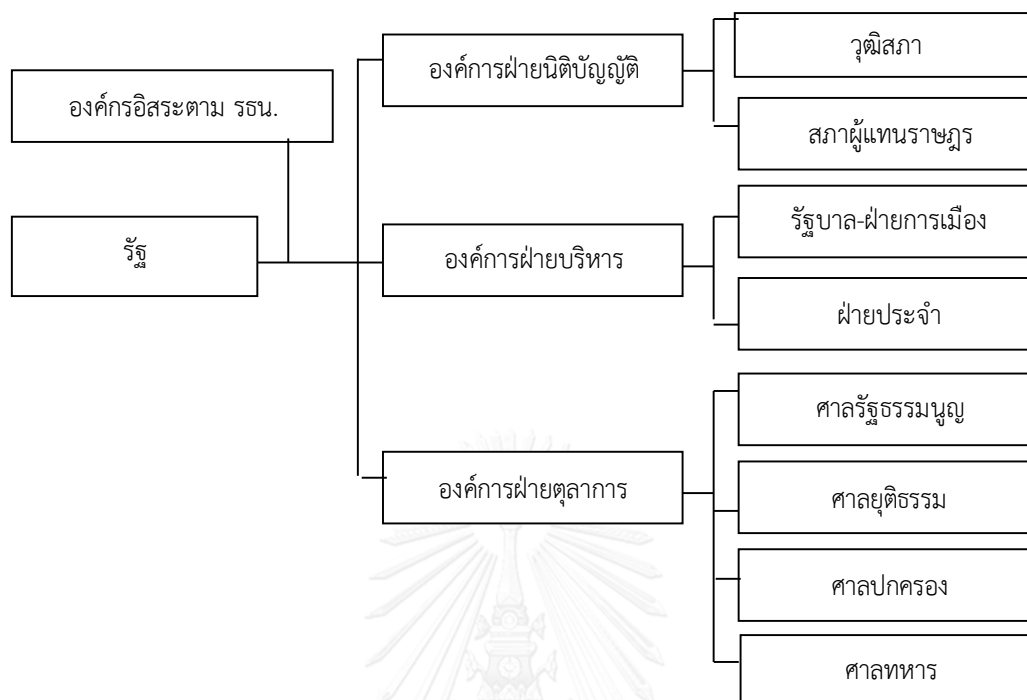 องค์กรอิสระตาม รธน.
รัฐ
องค์การฝ่ายนิติบัญญัติ
วุฒิสภา
สภาผู้แทนราษฎร
องค์การฝ่ายบริหาร
รัฐบาล-ฝ่ายการเมือง
ฝ่ายประจำ
องค์การฝ่ายตุลาการ
ศาลรัฐธรรมนูญ
ศาลยุติธรรม
ศาลปกครอง
ศาลทหาร